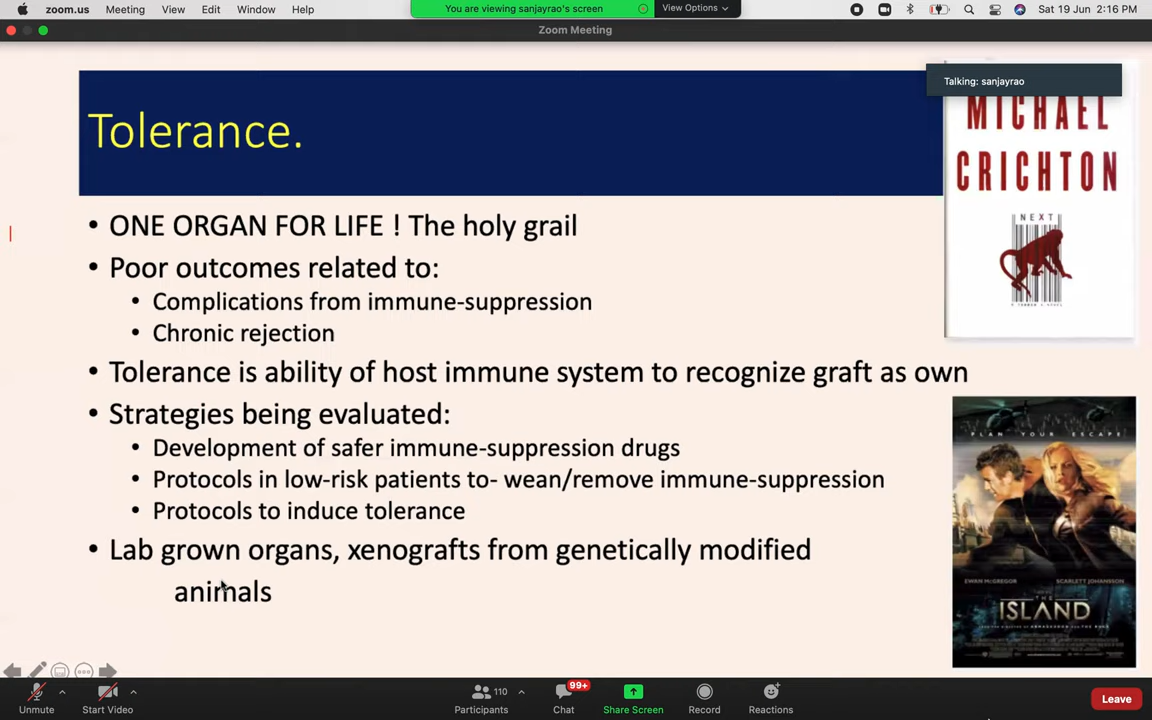 zoom.us Meeting View Edit Window Help
You are viewing sanjayrao's screen View Options
Sat 19 Jun 2:16 PM
Zoom Meeting
Talking: sanjayrao
Tolerance.
• ONE ORGAN FOR LIFE ! The holy grail
• Poor outcomes related to:
• Complications from immune-suppression
• Chronic rejection
• Tolerance is ability of host immune system to recognize graft as own
• Strategies being evaluated:
• Development of safer immune-suppression drugs
• Protocols in low-risk patients to- wean/remove immune-suppression
• Protocols to induce tolerance
• Lab grown organs, xenografts from genetically modified
animals
MICHAEL
CRICHTON
NEXT
PLAN YOUR ESCAPE
EWAN McGREGOR SCARLETT JOHANSSON
THE
ISLAND
Unmute
Start Video
Participants 110
Chat 99+
Share Screen
Record
Reactions
Leave